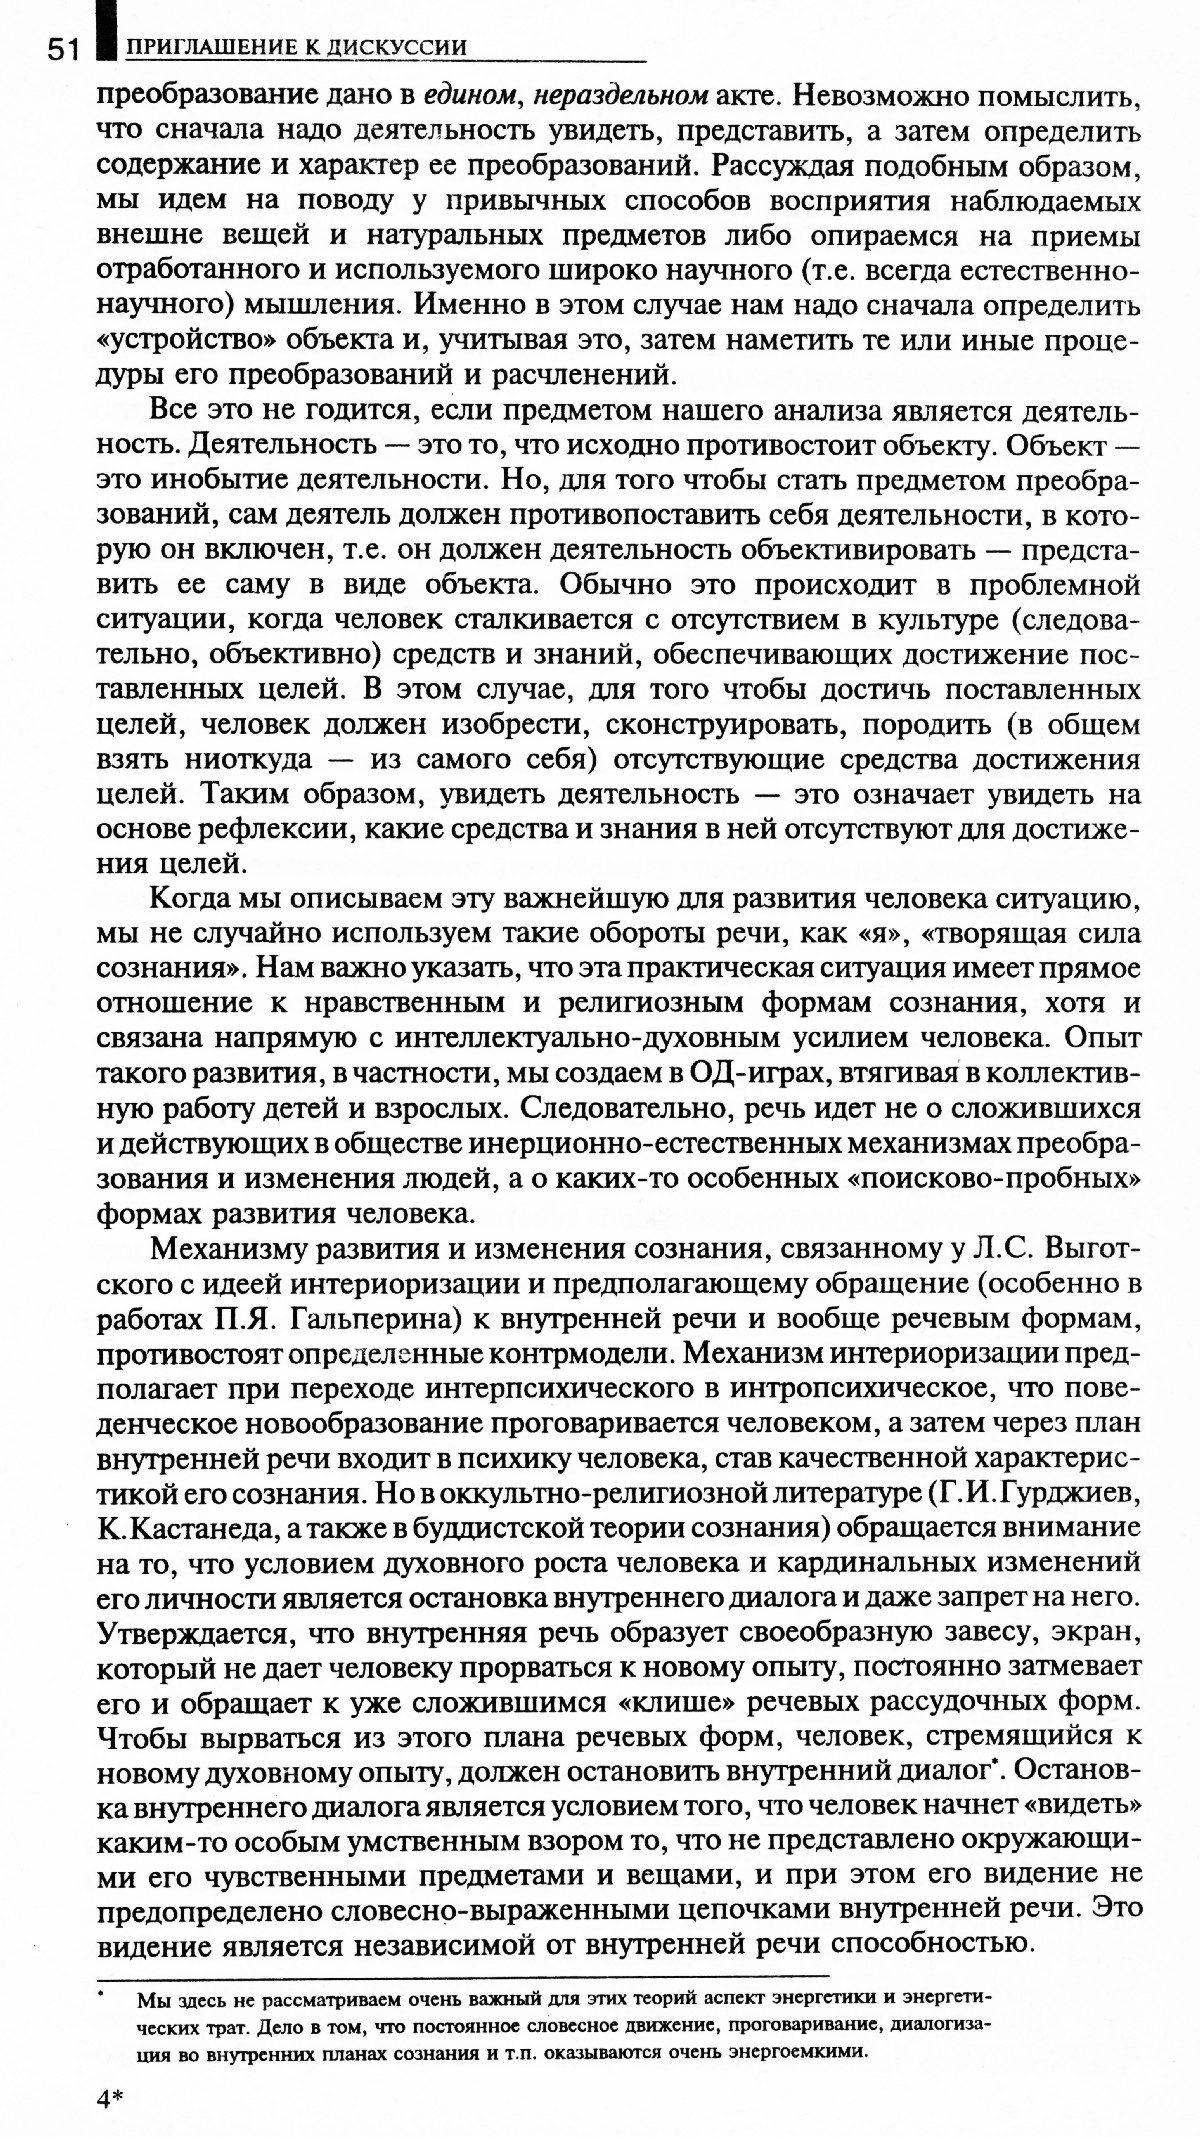 51 ПРИГЛАШЕНИЕ К ДИСКУССИИ
преобразование дано в едином, нераздельном акте. Невозможно помыслить,
что сначала надо деятельность увидеть, представить, а затем определить
содержание и характер ее преобразований. Рассуждая подобным образом,
мы идем на поводу у привычных способов восприятия наблюдаемых
внешне вещей и натуральных предметов либо опираемся на приемы
отработанного и используемого широко научного (т.е. всегда естественно-
научного) мышления. Именно в этом случае нам надо сначала определить
«устройство» объекта и, учитывая это, затем наметить те или иные проце-
дуры его преобразований и расчленений.
Все это не годится, если предметом нашего анализа является деятель-
ность. Деятельность — это то, что исходно противостоит объекту. Объект —
это инобытие деятельности. Но, для того чтобы стать предметом преобра-
зований, сам деятель должен противопоставить себя деятельности, в кото-
рую он включен, т.е. он должен деятельность объективировать — предста-
вить ее саму в виде объекта. Обычно это происходит в проблемной
ситуации, когда человек сталкивается с отсутствием в культуре (следова-
тельно, объективно) средств и знаний, обеспечивающих достижение пос-
тавленных целей. В этом случае, для того чтобы достичь поставленных
целей, человек должен изобрести, сконструировать, породить (в общем
взять ниоткуда — из самого себя) отсутствующие средства достижения
целей. Таким образом, увидеть деятельность — это означает увидеть на
основе рефлексии, какие средства и знания в ней отсутствуют для достиже-
ния целей.
Когда мы описываем эту важнейшую для развития человека ситуацию,
мы не случайно используем такие обороты речи, как «я», «творящая сила
сознания». Нам важно указать, что эта практическая ситуация имеет прямое
отношение к нравственным и религиозным формам сознания, хотя и
связана напрямую с интеллектуально-духовным усилием человека. Опыт
такого развития, в частности, мы создаем в ОД-играх, втягивая в коллектив-
ную работу детей и взрослых. Следовательно, речь идет не о сложившихся
и действующих в обществе инерционно-естественных механизмах преобра-
зования и изменения людей, а о каких-то особенных «поисково-пробных»
формах развития человека.
Механизму развития и изменения сознания, связанному у Л.С. Выгот-
ского с идеей интериоризации и предполагающему обращение (особенно в
работах П.Я. Гальперина) к внутренней речи и вообще речевым формам,
противостоят определенные контрмодели. Механизм интериоризации пред-
полагает при переходе интерпсихического в интропсихическое, что пове-
денческое новообразование проговаривается человеком, а затем через план
внутренней речи входит в психику человека, став качественной характерис-
тикой его сознания. Но в оккультно-религиозной литературе (Г.И.Гурджиев,
К.Кастанеда, а также в буддистской теории сознания) обращается внимание
на то, что условием духовного роста человека и кардинальных изменений
его личности является остановка внутреннего диалога и даже запрет на него.
Утверждается, что внутренняя речь образует своеобразную завесу, экран,
который не дает человеку прорваться к новому опыту, постоянно затмевает
его и обращает к уже сложившимся «клише» речевых рассудочных форм.
Чтобы вырваться из этого плана речевых форм, человек, стремящийся к
новому духовному опыту, должен остановить внутренний диалог*. Останов-
ка внутреннего диалога является условием того, что человек начнет «видеть»
каким-то особым умственным взором то, что не представлено окружающи-
ми его чувственными предметами и вещами, и при этом его видение не
предопределено словесно-выраженными цепочками внутренней речи. Это
видение является независимой от внутренней речи способностью.
* Мы здесь не рассматриваем очень важный для этих теорий аспект энергетики и энергети-
ческих трат. Дело в том, что постоянное словесное движение, проговаривание, диалогиза-
ция во внутренних планах сознания и т.п. оказываются очень энергоемкими.
4*